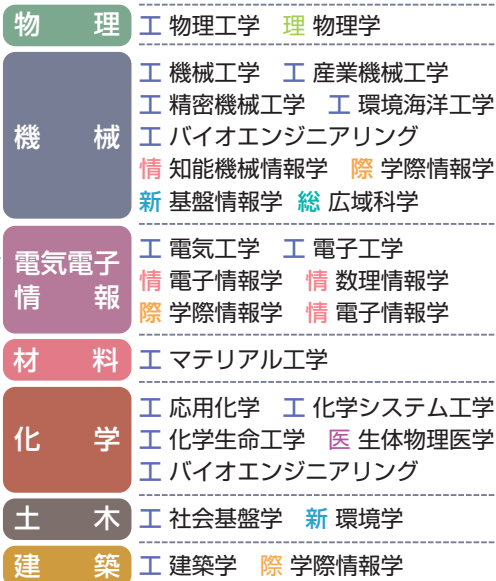 物理 工 物理工学 理 物理学
機械
工 機械工学 工 産業機械工学
工 精密機械工学 工 環境海洋工学
工 バイオエンジニアリング
情 知能機械情報学 際 学際情報学
新 基盤情報学 総 広域科学
電気電子
情報
工 電気工学 工 電子工学
情 電子情報学 情 数理情報学
際 学際情報学 情 電子情報学
材料 工 マテリアル工学
化学
工 応用化学 工 化学システム工学
工 化学生命工学 医 生体物理医学
工 バイオエンジニアリング
土木 工 社会基盤学 新 環境学
建築 工 建築学 際 学際情報学